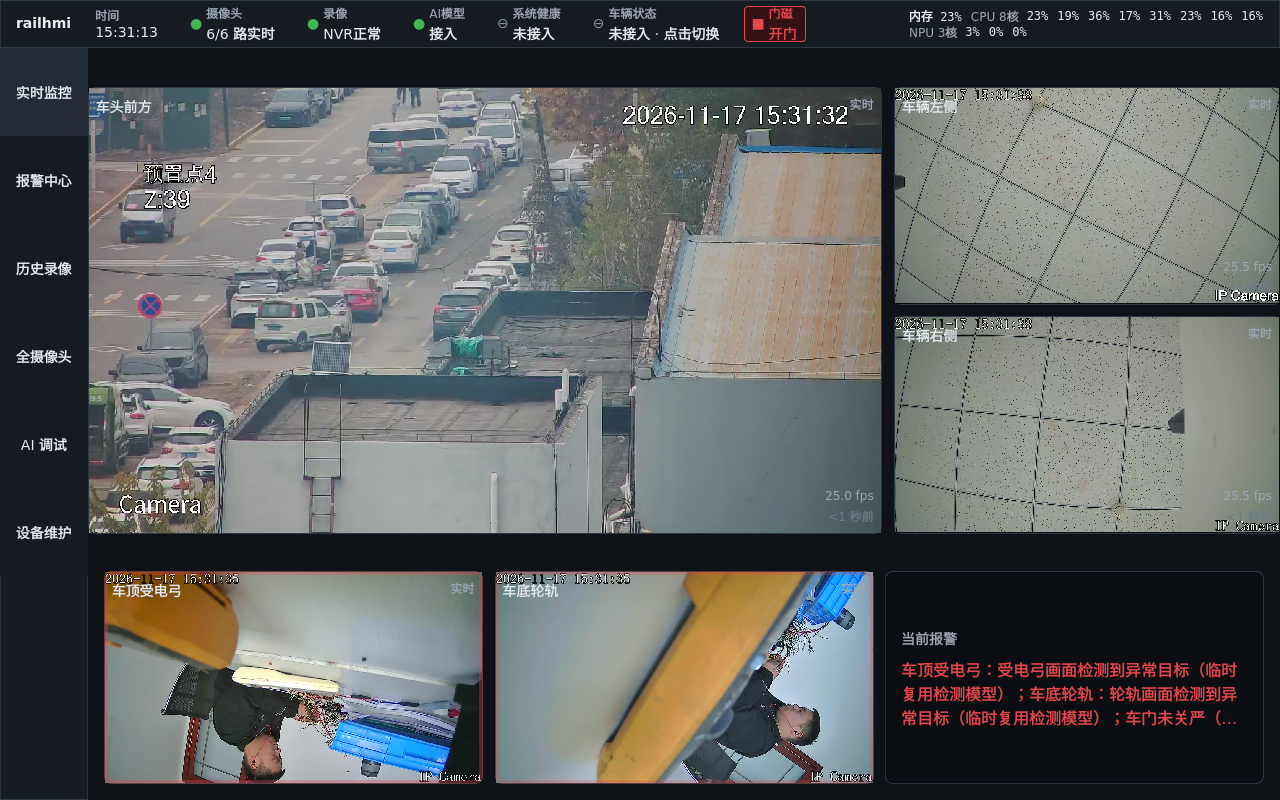 railhmi
时间
15:31:13
摄像头
6/6 路实时
录像
NVR正常
AI模型
接入
系统健康
未接入
车辆状态
未接入 · 点击切换
门磁
开门
内存 23% CPU 8核 23% 19% 36% 17% 31% 23% 16% 16%
NPU 3核 3% 0% 0%
实时监控
报警中心
历史录像
全摄像头
AI 调试
设备维护
车头前方
2026-11-17 15:31:32
实时
预置点4
Z:39
Camera
25.0 fps
<1 秒前
车辆左侧
实时
25.5 fps
IP Camera
车辆右侧
实时
25.5 fps
IP Camera
2026-11-17 15:31:35
车顶受电弓
实时
IP Camera
2026-11-17 15:31:35
车底轮轨
IP Camera
当前报警
车顶受电弓：受电弓画面检测到异常目标（临时
复用检测模型）；车底轮轨：轮轨画面检测到异
常目标（临时复用检测模型）；车门未关严（…